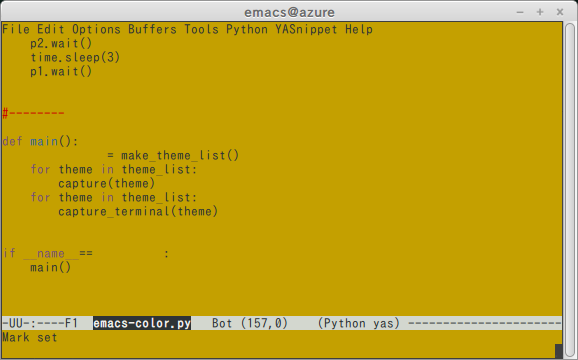 emacs@azure
File Edit Options Buffers Tools Python YASnippet Help
    p2.wait()
    time.sleep(3)
    p1.wait()
#--------
def main():
               = make_theme_list()
    for theme in theme_list:
        capture(theme)
    for theme in theme_list:
        capture_terminal(theme)
if __name__==          :
    main()
-UU-:----F1  emacs-color.py   Bot (157,0)    (Python yas) ----------------------
Mark set